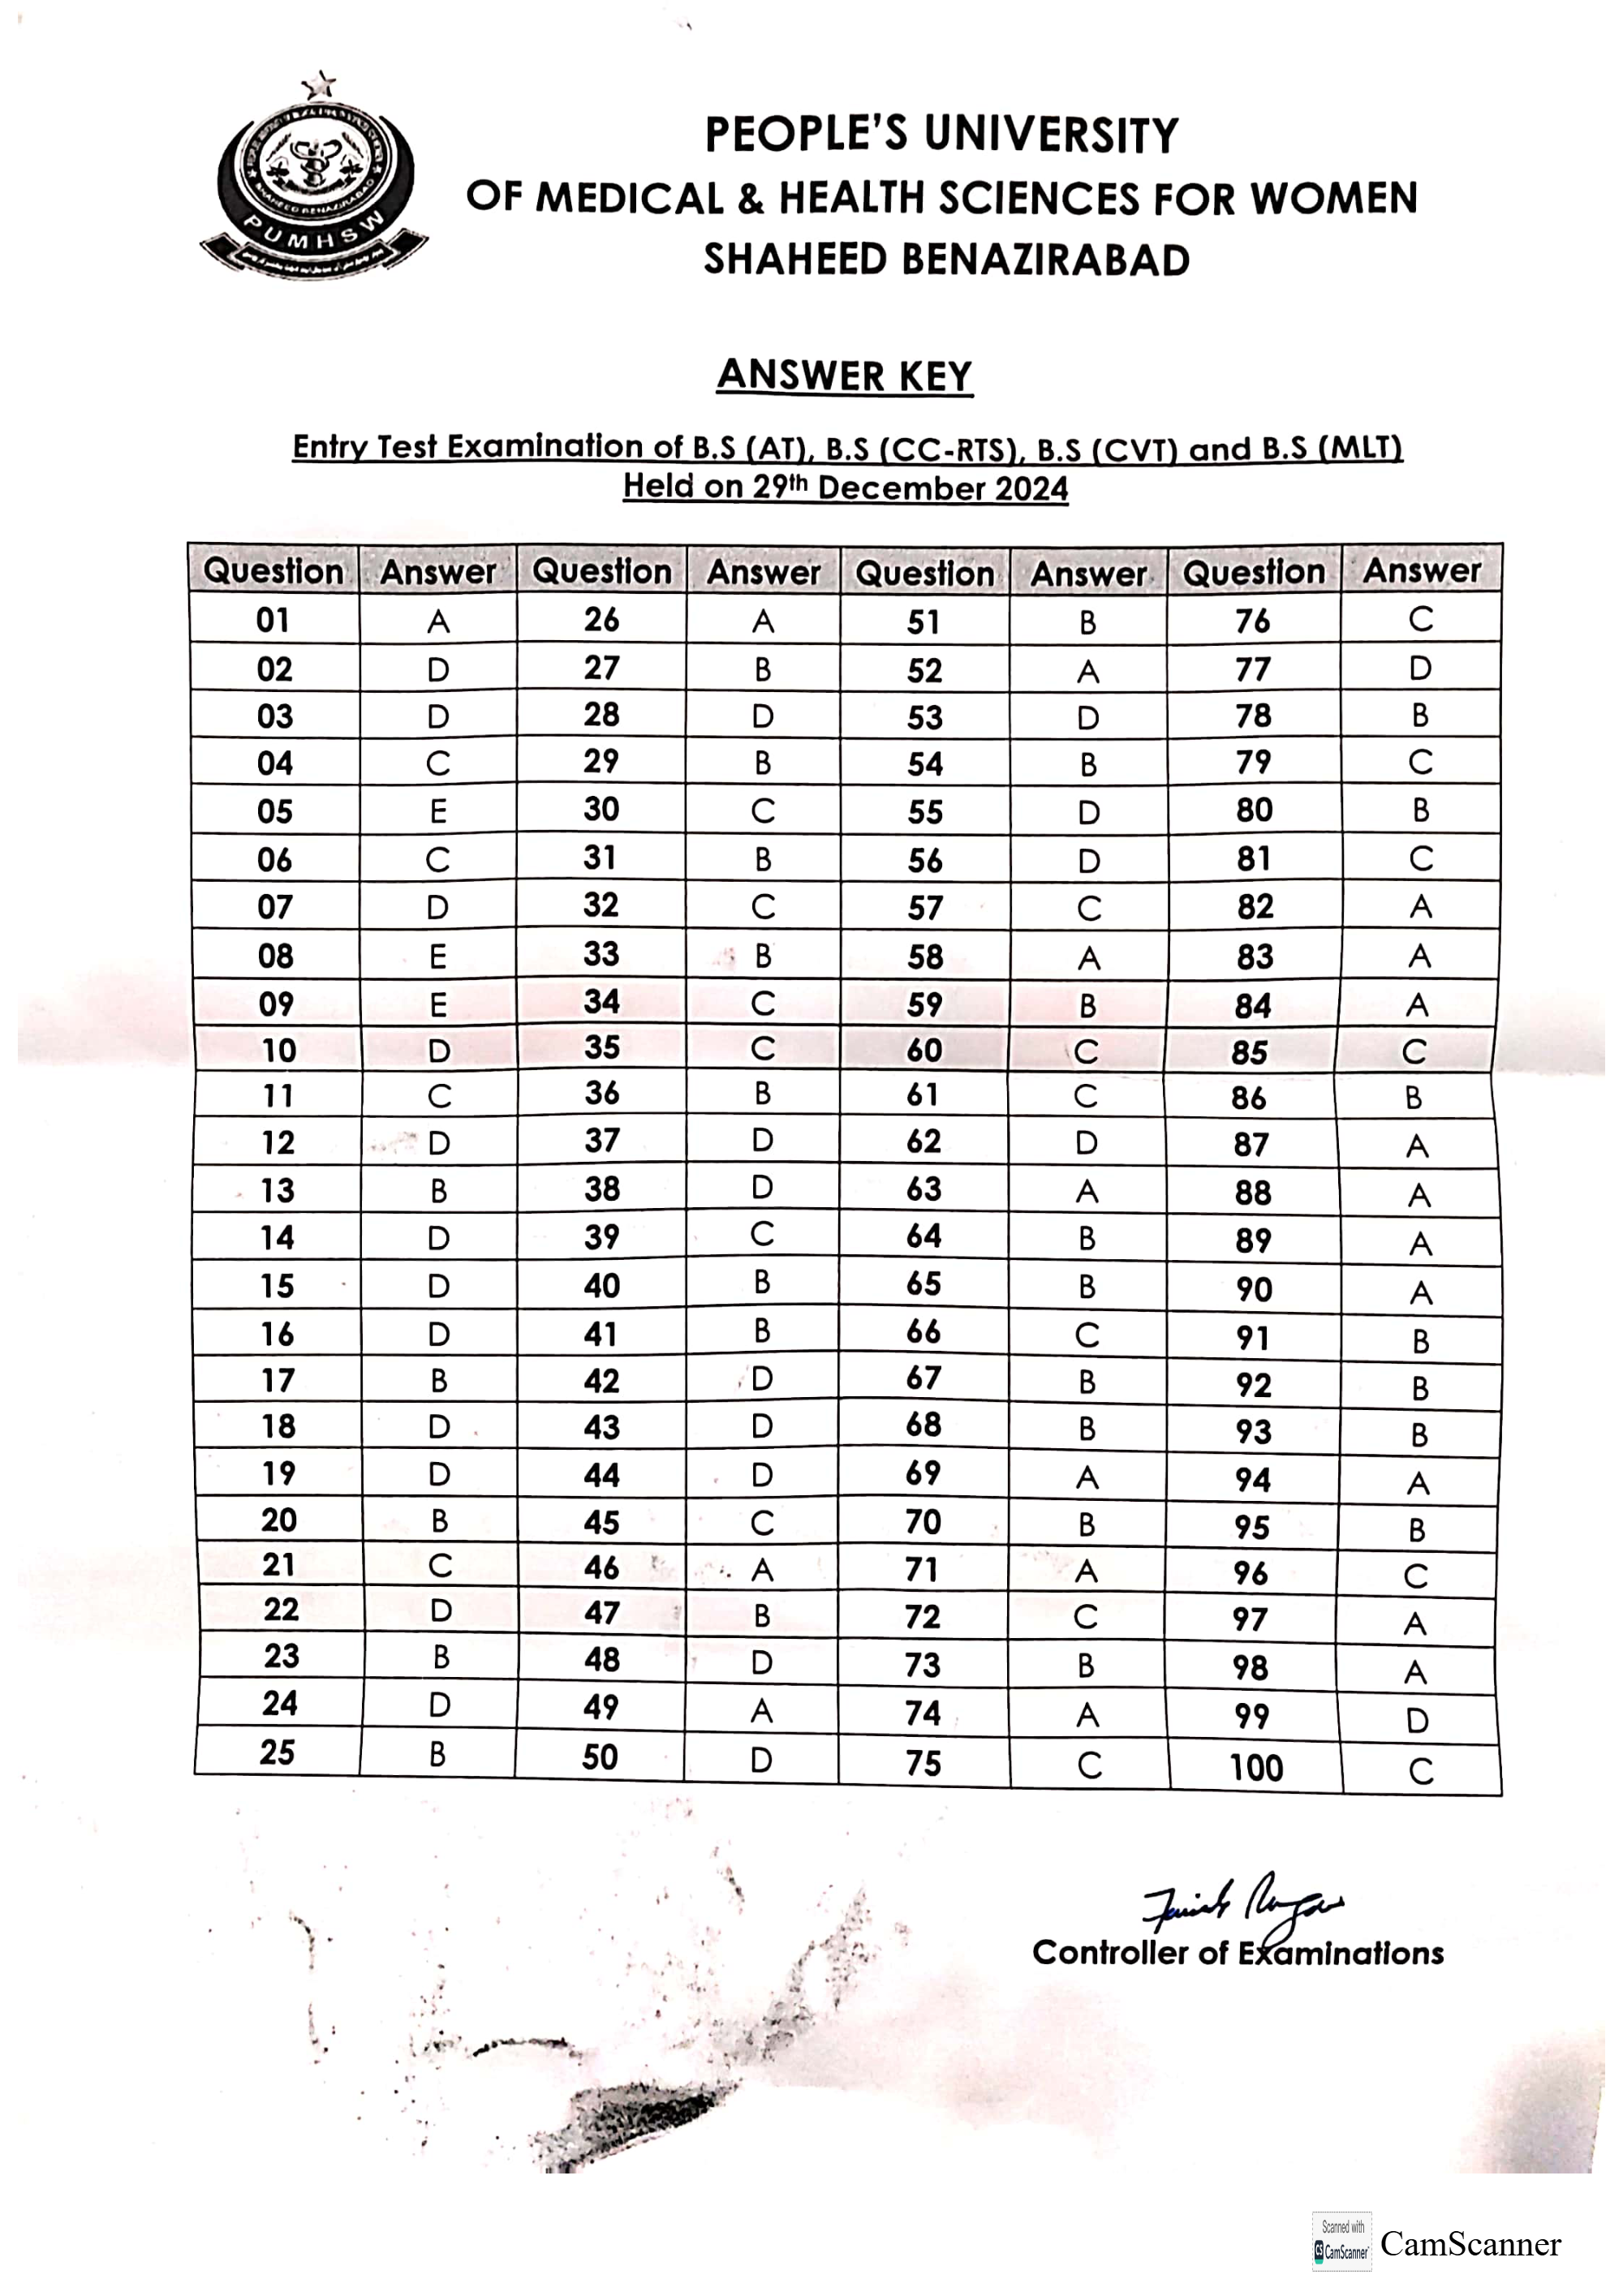 PEOPLE'S UNIVERSITY
OF MEDICAL & HEALTH SCIENCES FOR WOMEN
SHAHEED BENAZIRABAD
PUMHSW
ANSWER KEY
Entry Test Examination of B.S (AT), B.S (CC-RTS), B.S (CVT) and B.S (MLT)
Held on 29th December 2024
Question Answer Question Answer Question Answer Question Answer
01 A 26 A 51 B 76 C
02 D 27 B 52 A 77 D
03 D 28 D 53 D 78 B
04 C 29 B 54 B 79 C
05 E 30 C 55 D 80 B
06 C 31 B 56 D 81 C
07 D 32 C 57 C 82 A
08 E 33 B 58 A 83 A
09 E 34 C 59 B 84 A
10 D 35 C 60 C 85 C
11 C 36 B 61 C 86 B
12 D 37 D 62 D 87 A
13 B 38 D 63 A 88 A
14 D 39 C 64 B 89 A
15 D 40 B 65 B 90 A
16 D 41 B 66 C 91 B
17 B 42 D 67 B 92 B
18 D 43 D 68 B 93 B
19 D 44 D 69 A 94 A
20 B 45 C 70 B 95 B
21 C 46 A 71 A 96 C
22 D 47 B 72 C 97 A
23 B 48 D 73 B 98 A
24 D 49 A 74 A 99 D
25 B 50 D 75 C 100 C
Controller of Examinations
Scanned with
CS CamScanner
CamScanner